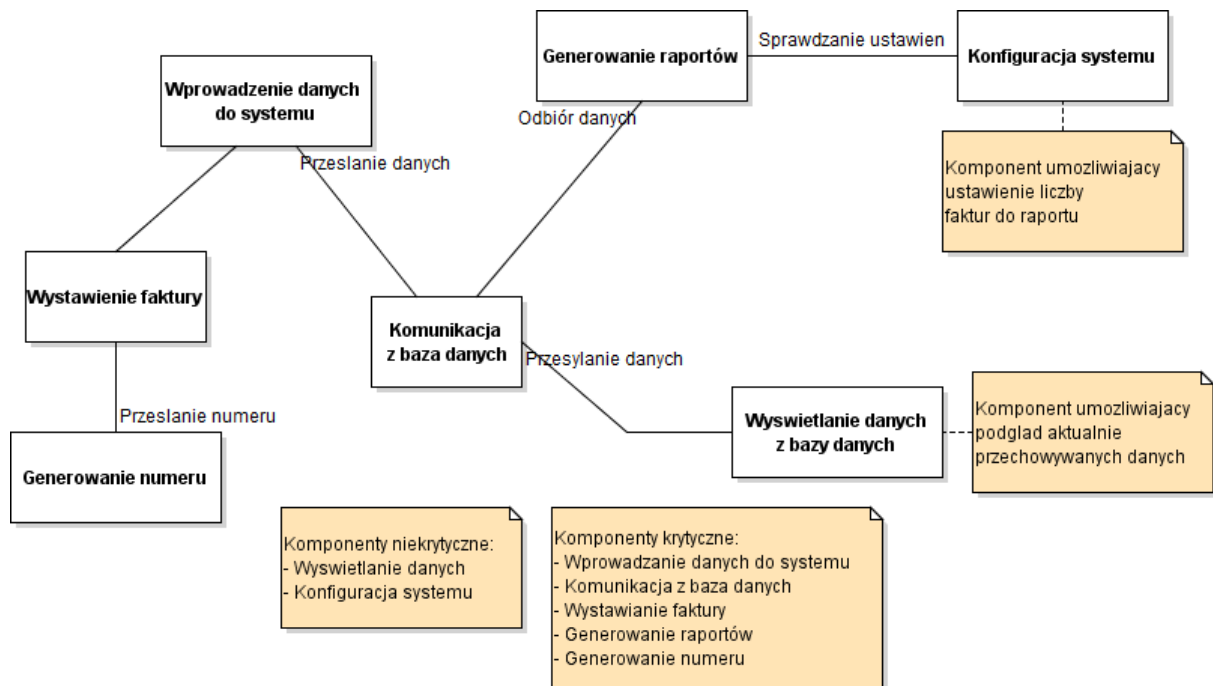 Generowanie raportów
Sprawdzanie ustawien
Konfiguracja systemu
Wprowadzenie danych
do systemu
Odbiór danych
Przeslanie danych
Komponent umozliwiajacy
ustawienie liczby
faktur do raportu
Wystawienie faktury
Komunikacja
z baza danych
Przesylanie danych
Przeslanie numeru
Wyswietlanie danych
z bazy danych
Komponent umozliwiajacy
podglad aktualnie
przechowywanych danych
Generowanie numeru
Komponenty niekrytyczne:
- Wyswietlanie danych
- Konfiguracja systemu
Komponenty krytyczne:
- Wprowadzanie danych do systemu
- Komunikacja z baza danych
- Wystawianie faktury
- Generowanie raportów
- Generowanie numeru